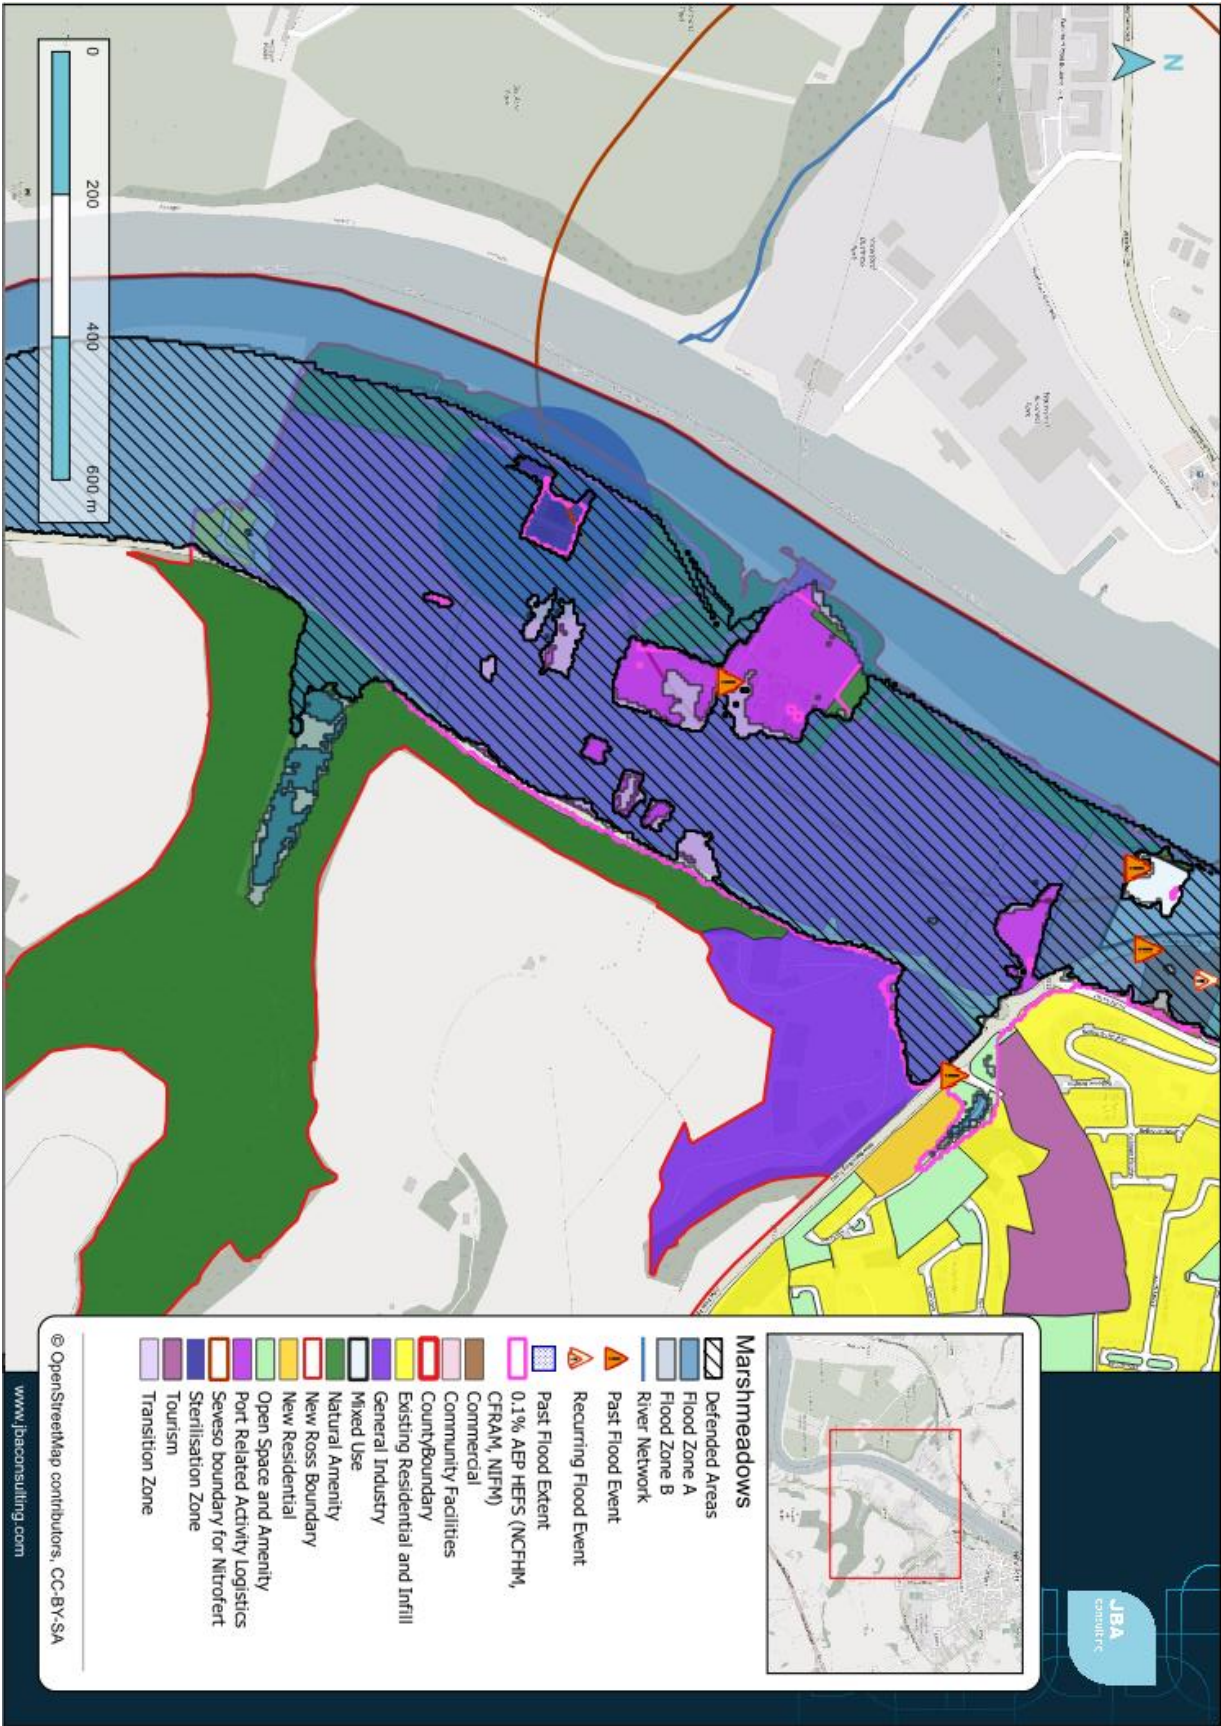 N
0 200 400 600 m
JBA
consulting
Marshmeadows
Defended Areas
Flood Zone A
Flood Zone B
River Network
Past Flood Event
Recurring Flood Event
Past Flood Extent
0.1% AEP HEFS (NCFHM,
CFRAM, NIFM)
Commercial
Community Facilities
CountyBoundary
Existing Residential and Infill
General Industry
Mixed Use
Natural Amenity
New Ross Boundary
New Residential
Open Space and Amenity
Port Related Activity Logistics
Seveso boundary for Nitrofert
Sterilisation Zone
Tourism
Transition Zone
© OpenStreetMap contributors, CC-BY-SA
www.jbaconsulting.com